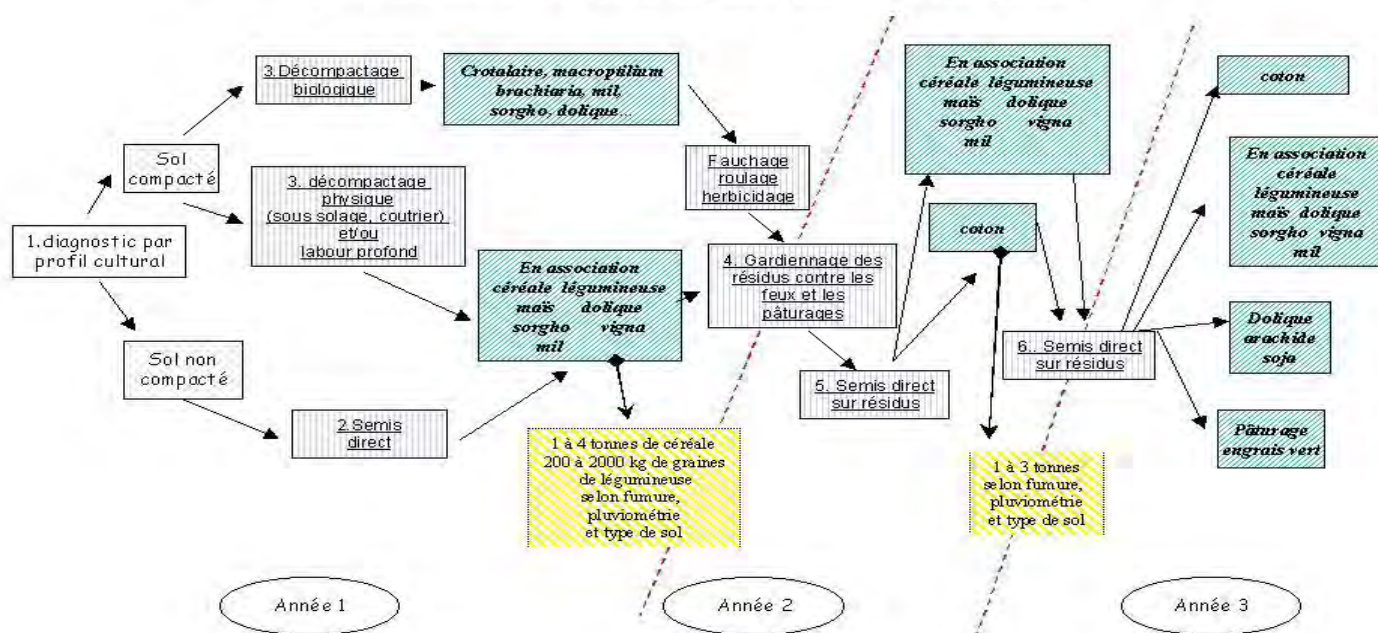 1.diagnostic par
profil cultural
Sol
compacté
Sol non
compacté
3.Décompactage
biologique
3. décompactage
physique
(sous solage, coutrier)
et/ou
labour profond
2.Semis
direct
Crotalaire, macroptilium
brachiaria, mil,
sorgho, dolique...
En association
céréale légumineuse
maïs dolique
sorgho vigna
mil
1 à 4 tonnes de céréale
200 à 2000 kg de graines
de légumineuse
selon fumure,
pluviométrie
et type de sol
Fauchage
roulage
herbicidage
4. Gardiennage des
résidus contre les
feux et les
pâturages
5. Semis direct
sur résidus
En association
céréale légumineuse
maïs dolique
sorgho vigna
mil
coton
1 à 3 tonnes
selon fumure,
pluviométrie
et type de sol
6.. Semis direct
sur résidus
coton
En association
céréale
légumineuse
maïs dolique
sorgho vigna
mil
Dolique
arachide
soja
Pâturage
engrais vert
Année 1
Année 2
Année 3